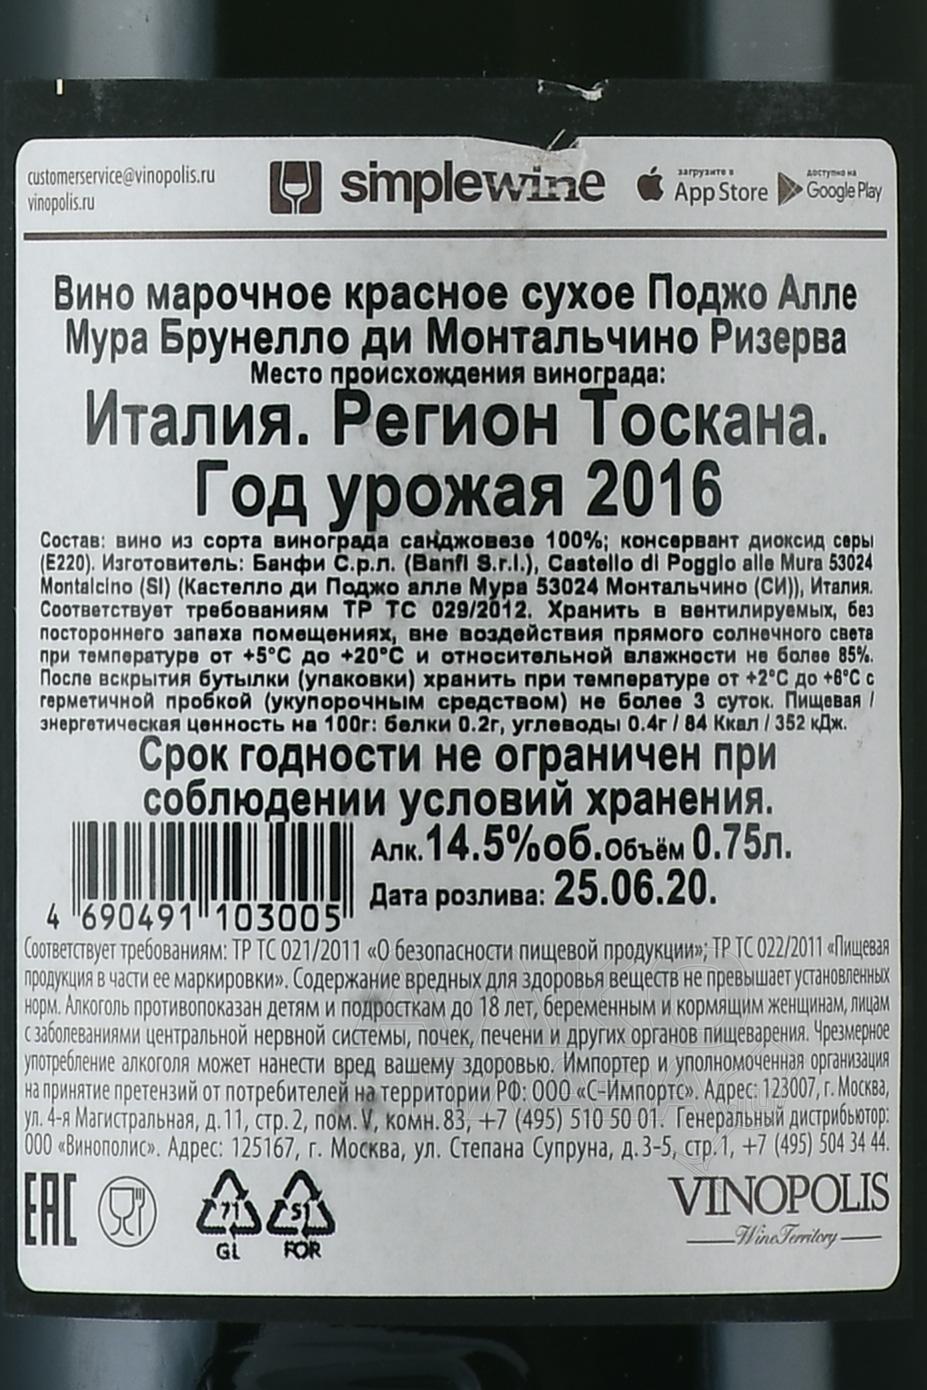 customerservice@vinopolis.ru
vinopolis.ru
simplewine
загрузите в
App Store
доступно на
Google Play
Вино марочное красное сухое Поджо Алле
Мура Брунелло ди Монтальчино Ризерва
Место происхождения винограда:
Италия. Регион Тоскана.
Год урожая 2016
Состав: вино из сорта винограда санджовезе 100%; консервант диоксид серы
(Е220). Изготовитель: Банфи С.р.л. (Banfi S.r.l.), Castello di Poggio alle Mura 53024
Montalcino (SI) (Кастелло ди Поджо алле Мура 53024 Монтальчино (СИ)), Италия.
Соответствует требованиям ТР ТС 029/2012. Хранить в вентилируемых, без
постороннего запаха помещениях, вне воздействия прямого солнечного света
при температуре от +5°С до +20°С и относительной влажности не более 85%.
После вскрытия бутылки (упаковки) хранить при температуре от +2°С до +6°С с
герметичной пробкой (укупорочным средством) не более 3 суток. Пищевая /
энергетическая ценность на 100г: белки 0.2г, углеводы 0.4г / 84 Ккал / 352 кДж.
Срок годности не ограничен при
соблюдении условий хранения.
Алк.14.5%об.Объём 0.75л.
Дата розлива: 25.06.20.
4 690491 103005
Соответствует требованиям: ТР ТС 021/2011 «О безопасности пищевой продукции»; ТР ТС 022/2011 «Пищевая
продукция в части ее маркировки». Содержание вредных для здоровья веществ не превышает установленных
норм. Алкоголь противопоказан детям и подросткам до 18 лет, беременным и кормящим женщинам, лицам
с заболеваниями центральной нервной системы, почек, печени и других органов пищеварения. Чрезмерное
употребление алкоголя может нанести вред вашему здоровью. Импортер и уполномоченная организация
на принятие претензий от потребителей на территории РФ: ООО «С-Импортс». Адрес: 123007, г. Москва,
ул. 4-я Магистральная, д. 11, стр. 2, пом. V, комн. 83, +7 (495) 510 50 01. Генеральный дистрибьютор:
ООО «Винополис». Адрес: 125167, г. Москва, ул. Степана Супруна, д. 3-5, стр. 1, +7 (495) 504 34 44.
EAC
71
GL
51
FOR
VINOPOLIS
Wine Territory